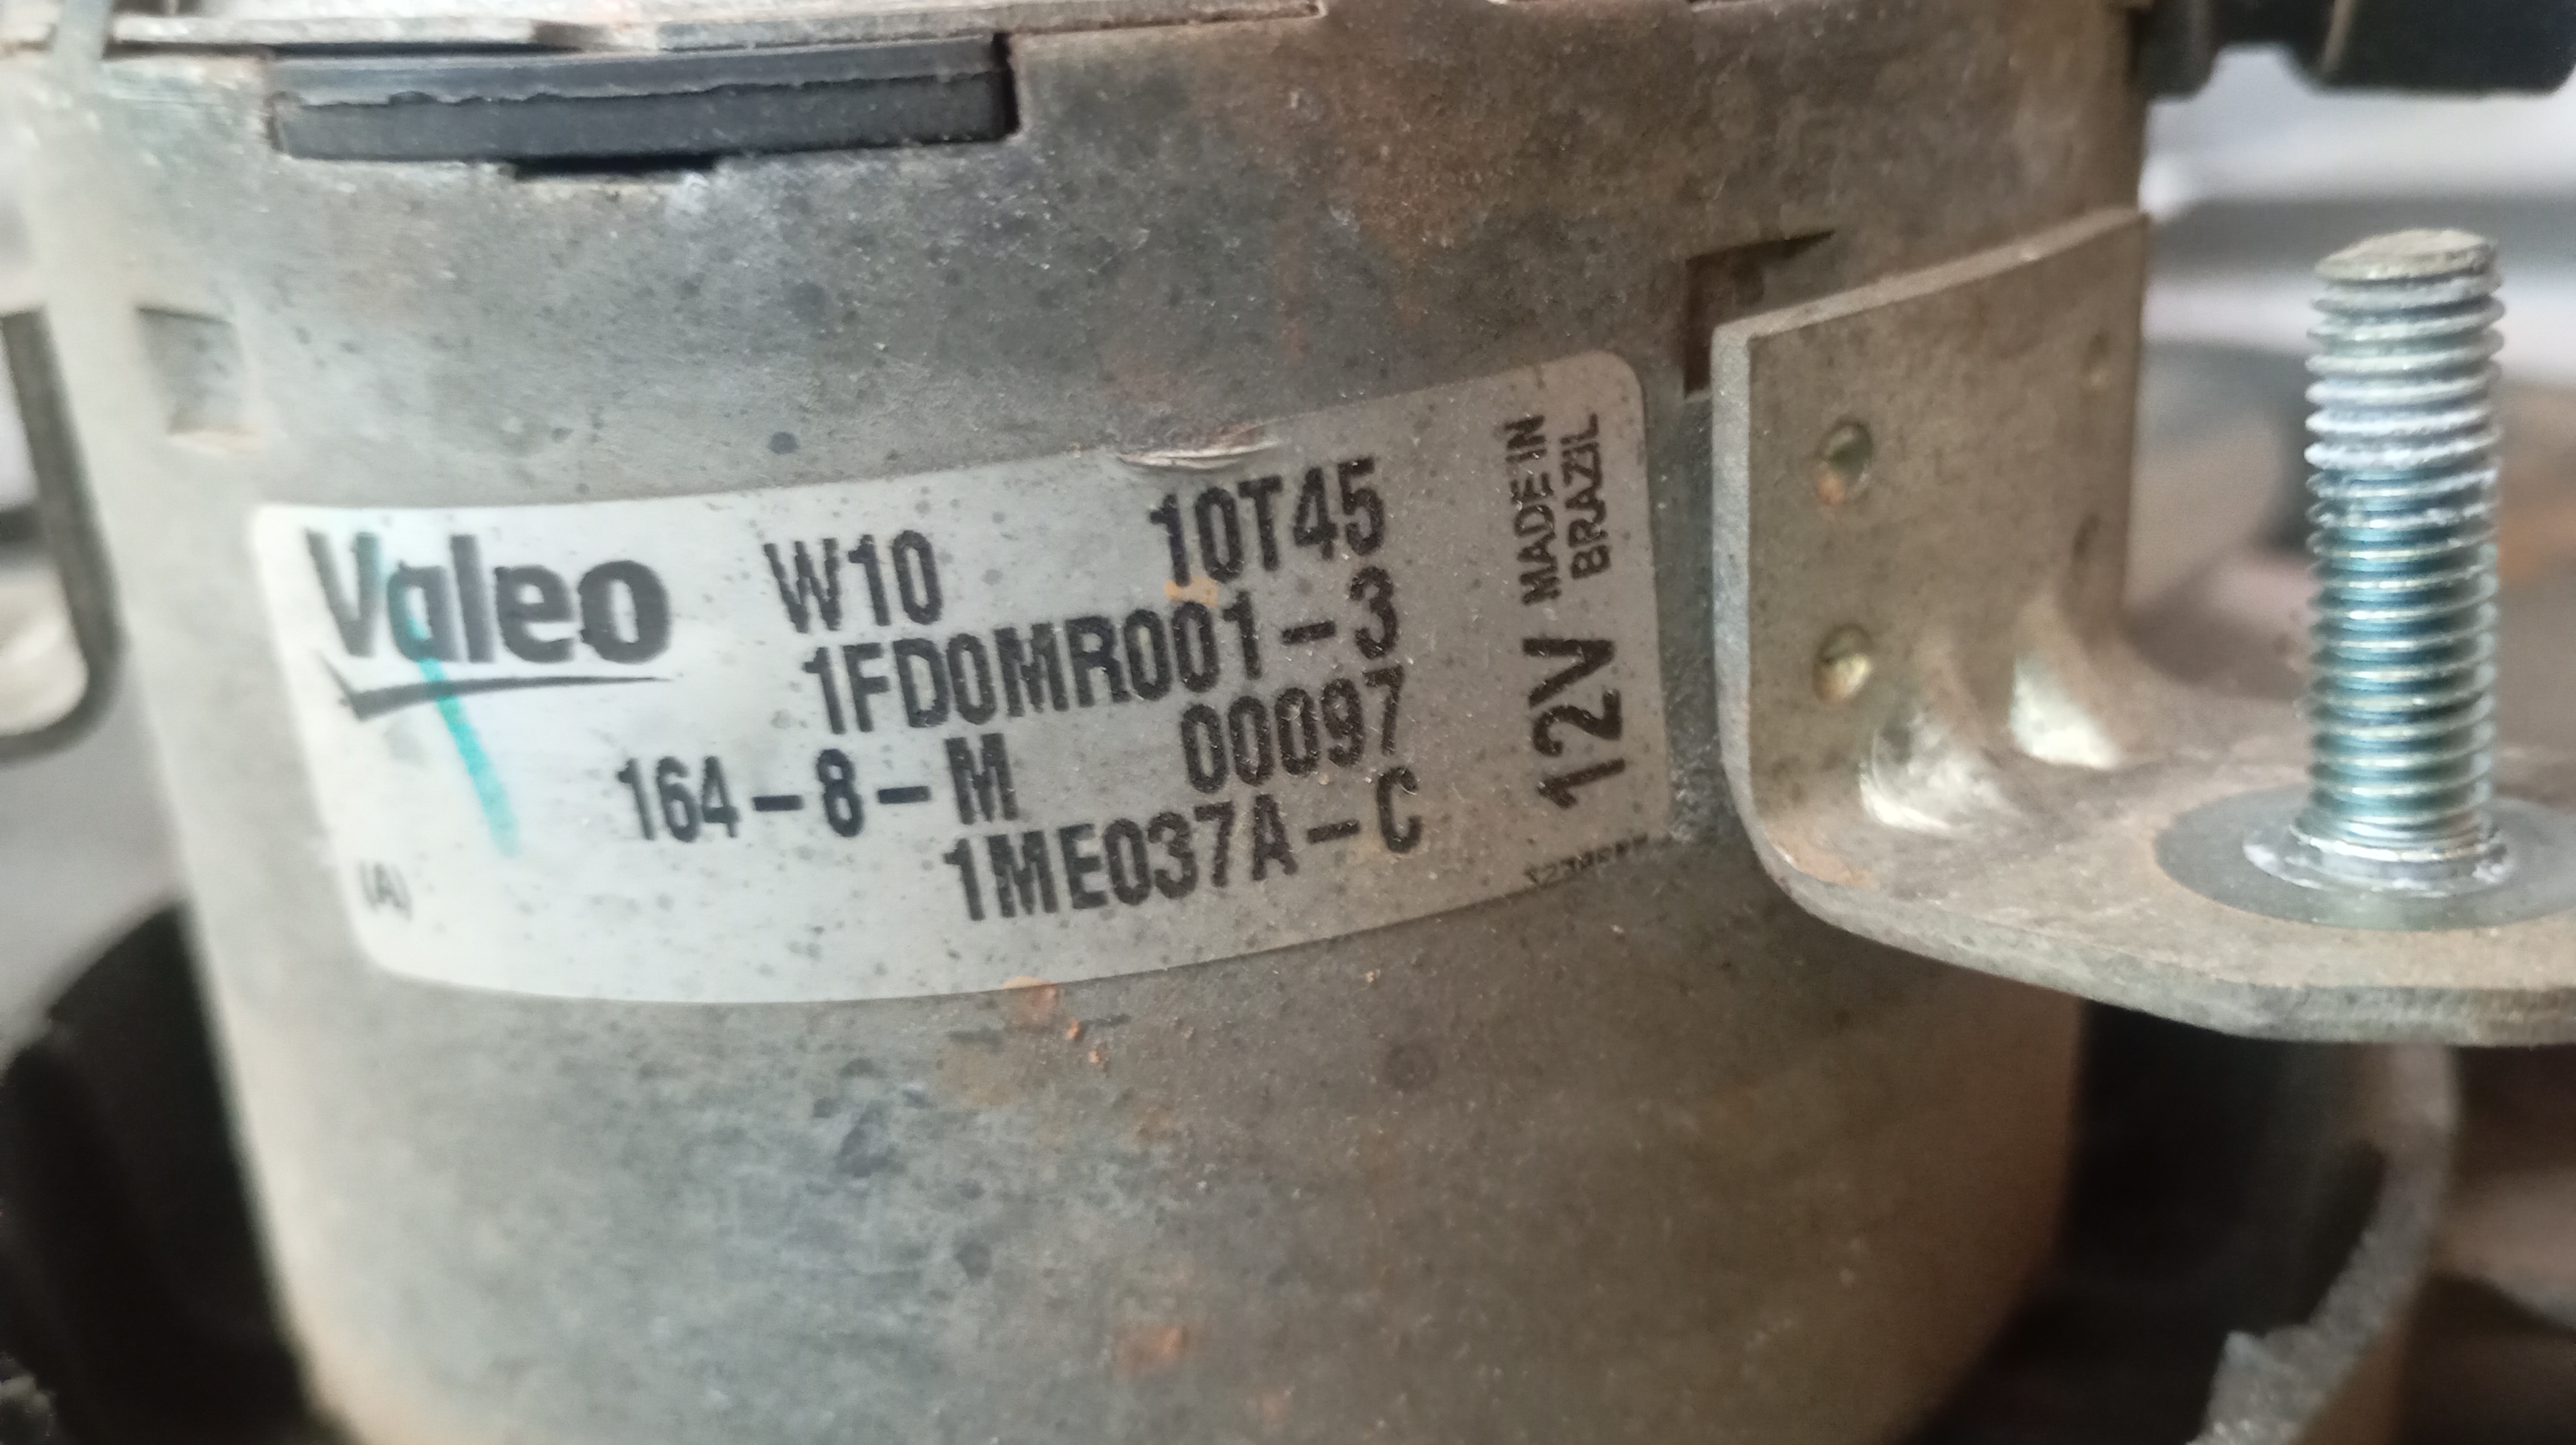 Valeo W10 10T45
1FD0MR001-3
164-8-M 00097
1ME037A-C
(A)
12V MADE IN
BRAZIL